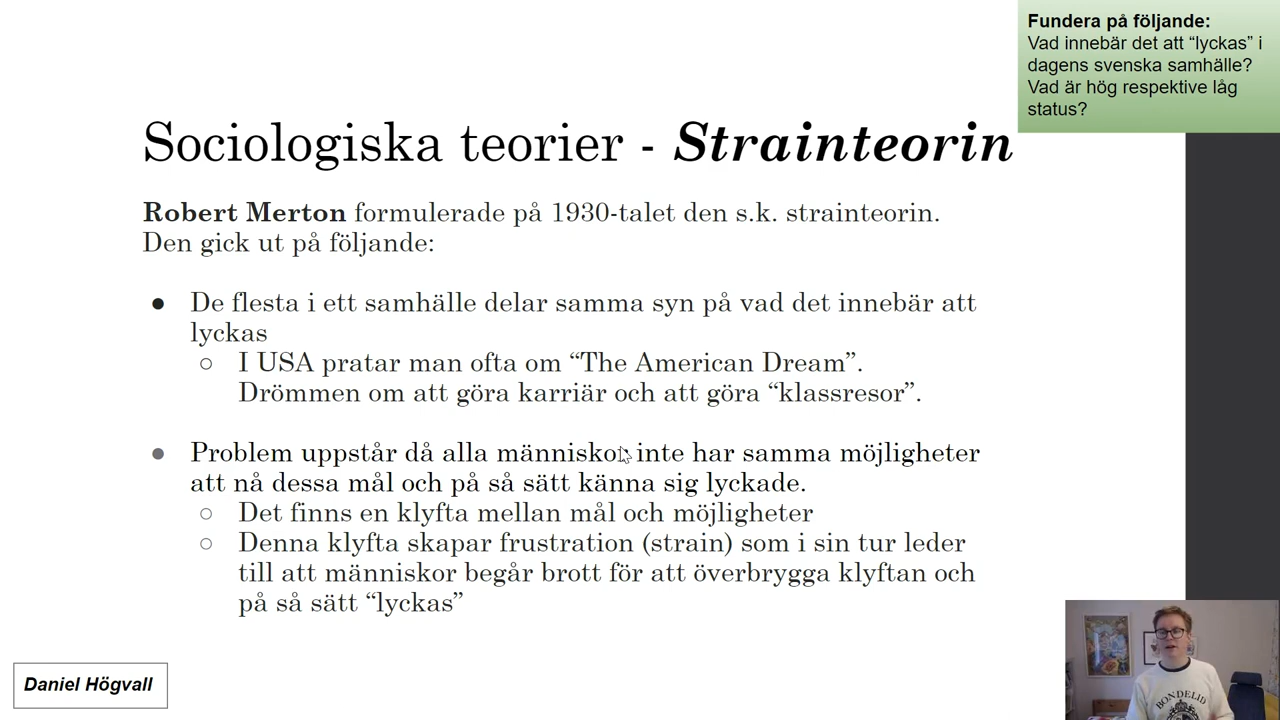 Fundera på följande:
Vad innebär det att “lyckas” i
dagens svenska samhälle?
Vad är hög respektive låg
status?
Sociologiska teorier - Strainteorin
Robert Merton formulerade på 1930-talet den s.k. strainteorin.
Den gick ut på följande:
● De flesta i ett samhälle delar samma syn på vad det innebär att
lyckas
○ I USA pratar man ofta om “The American Dream”.
Drömmen om att göra karriär och att göra “klassresor”.
● Problem uppstår då alla människor inte har samma möjligheter
att nå dessa mål och på så sätt känna sig lyckade.
○ Det finns en klyfta mellan mål och möjligheter
○ Denna klyfta skapar frustration (strain) som i sin tur leder
till att människor begår brott för att överbrygga klyftan och
på så sätt “lyckas”
Daniel Högvall
BONDELID